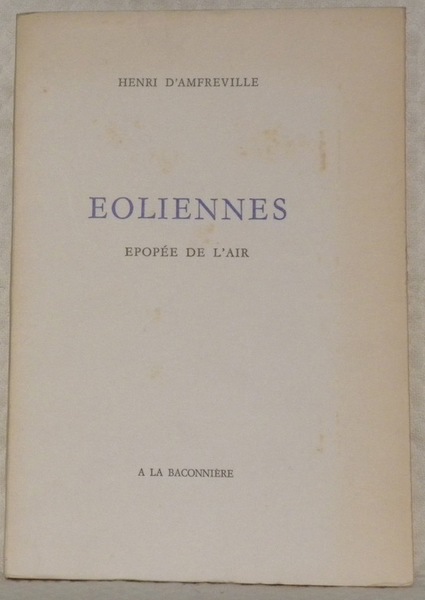 HENRI D'AMFREVILLE
EOLIENNES
EPOPÉE DE L'AIR
A LA BACONNIÈRE